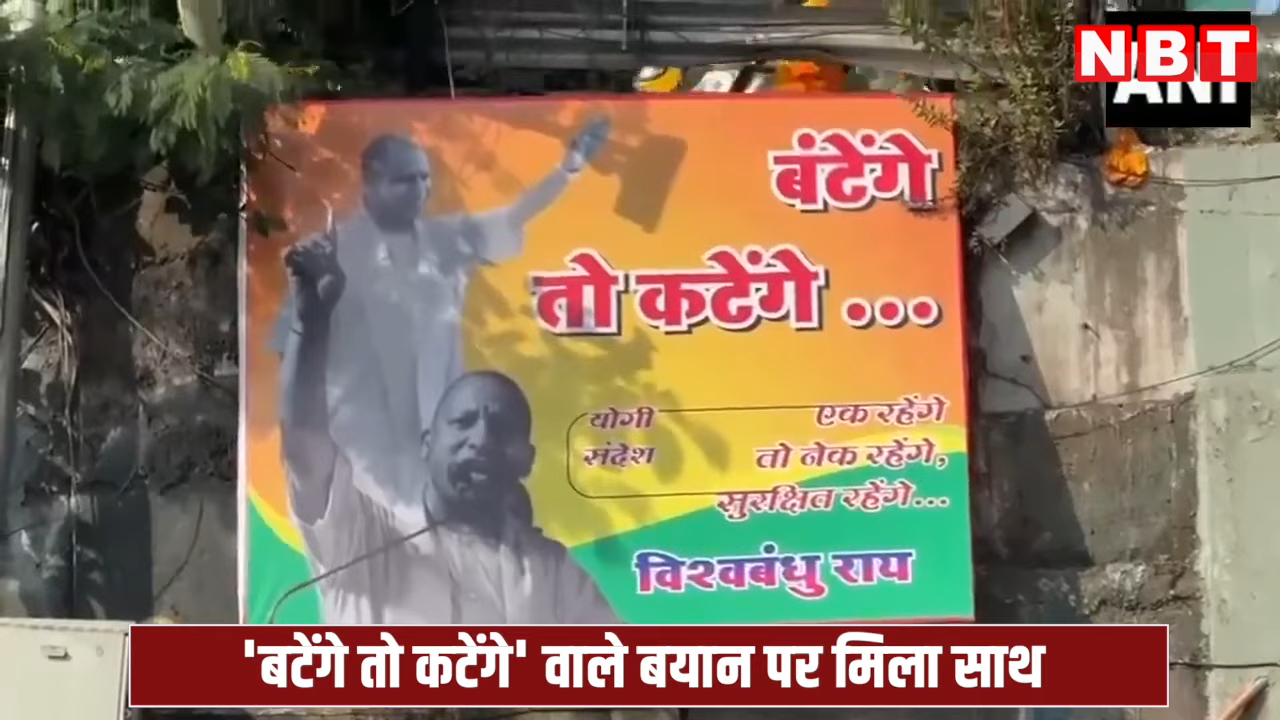 NBT
ANI
बंटेंगे
तो कटेंगे ...
योगी
संदेश
एक रहेंगे
तो नेक रहेंगे,
सुरक्षित रहेंगे...
विश्वबंधु राय
'बटेंगे तो कटेंगे' वाले बयान पर मिला साथ